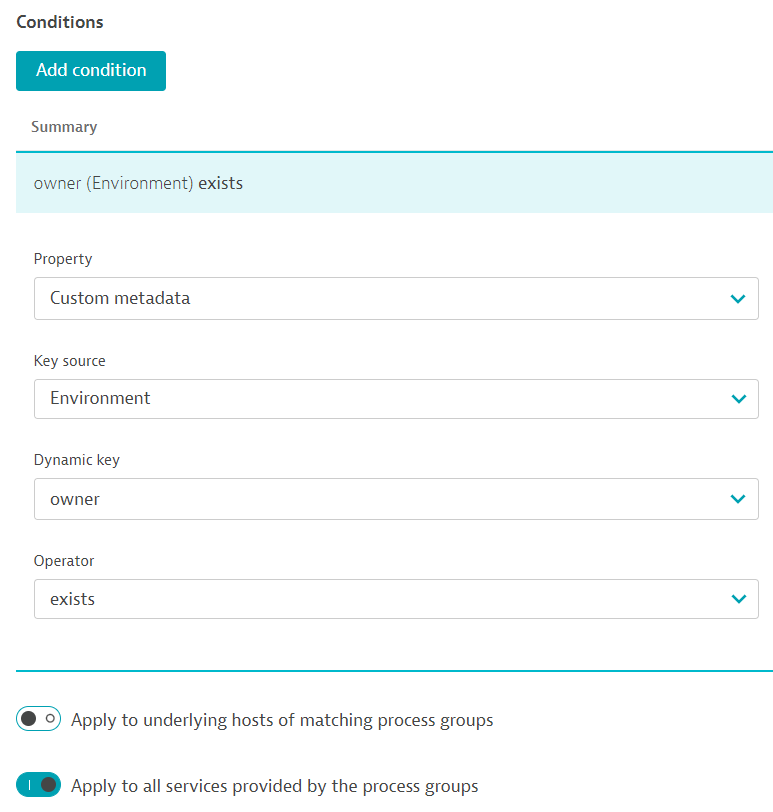 Conditions
Add condition
Summary
owner (Environment) exists
Property
Custom metadata
Key source
Environment
Dynamic key
owner
Operator
exists
Apply to underlying hosts of matching process groups
Apply to all services provided by the process groups